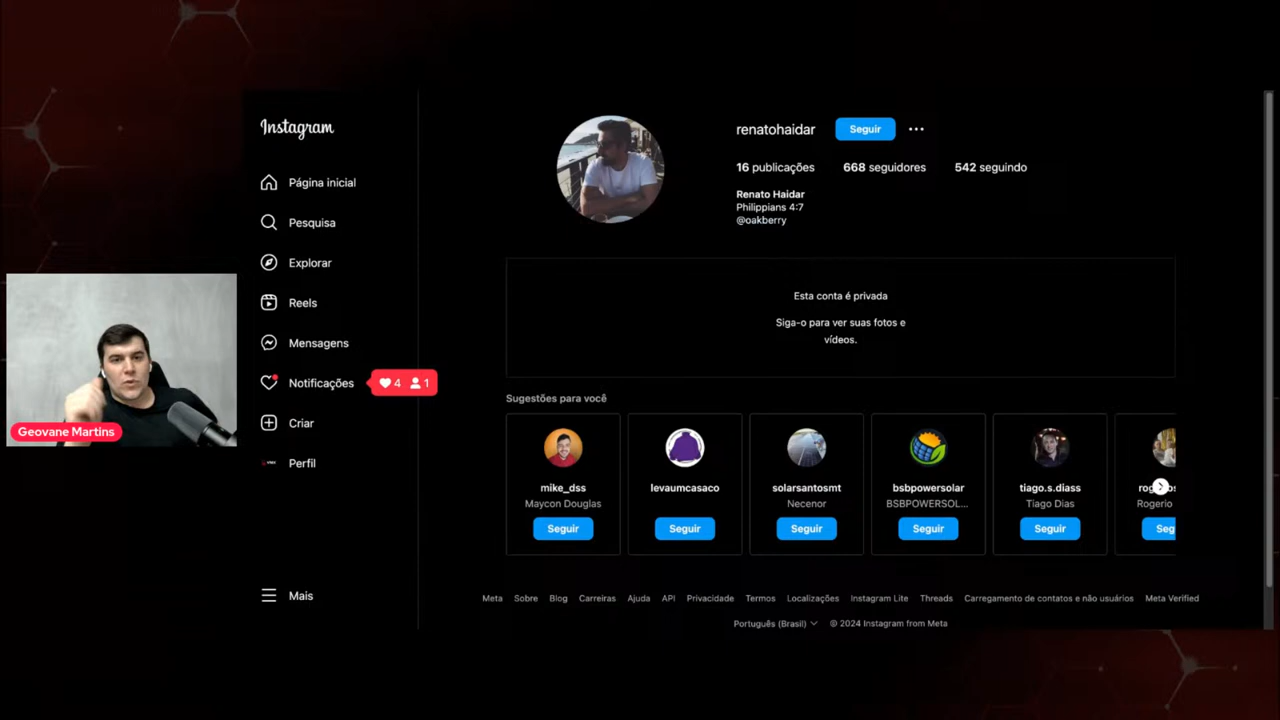 Instagram
Página inicial
Pesquisa
Explorar
Reels
Mensagens
Notificações
4 1
Criar
Perfil
Mais
Geovane Martins
renatohaidar Seguir
16 publicações 668 seguidores 542 seguindo
Renato Haidar
Philippians 4:7
@oakberry
Esta conta é privada
Siga-o para ver suas fotos e
vídeos.
Sugestões para você
mike_dss levaumcasaco solarsantosmt bsbpowersolar tiago.s.diass
Maycon Douglas Necenor BSBPOWERSOL... Tiago Dias Rogerio
Seguir Seguir Seguir Seguir Seguir Seg
Meta Sobre Blog Carreiras Ajuda API Privacidade Termos Localizações Instagram Lite Threads Carregamento de contatos e não usuários Meta Verified
Português (Brasil) © 2024 Instagram from Meta